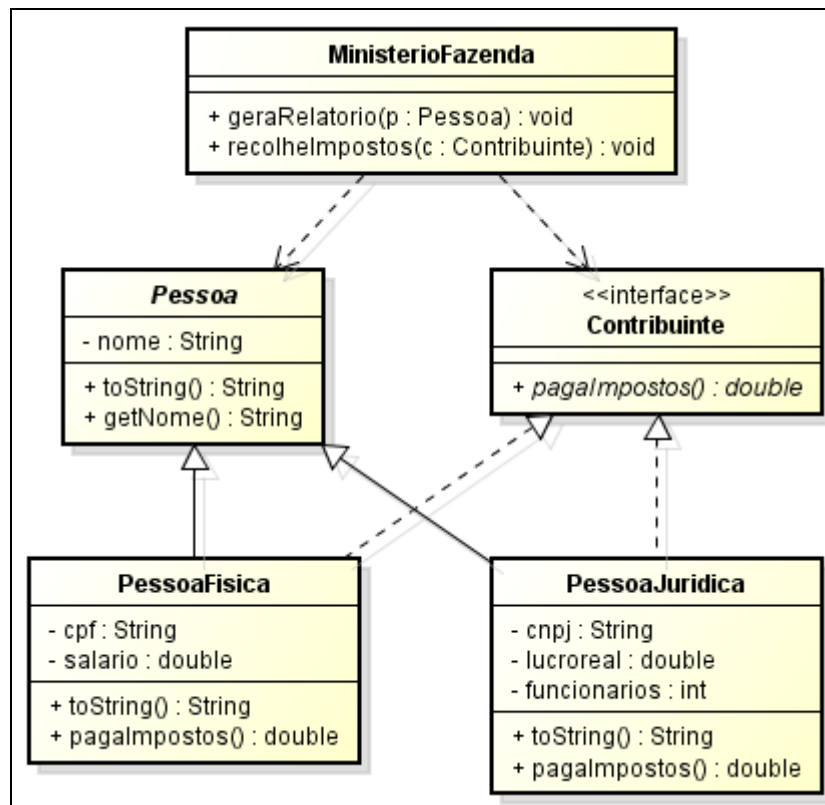 MinisterioFazenda
+ geraRelatorio(p : Pessoa) : void
+ recolheImpostos(c : Contribuinte) : void
Pessoa
- nome : String
+ toString() : String
+ getNome() : String
<<interface>>
Contribuinte
+ pagaImpostos() : double
PessoaFisica
- cpf : String
- salario : double
+ toString() : String
+ pagaImpostos() : double
PessoaJuridica
- cnpj : String
- lucroreal : double
- funcionarios : int
+ toString() : String
+ pagaImpostos() : double